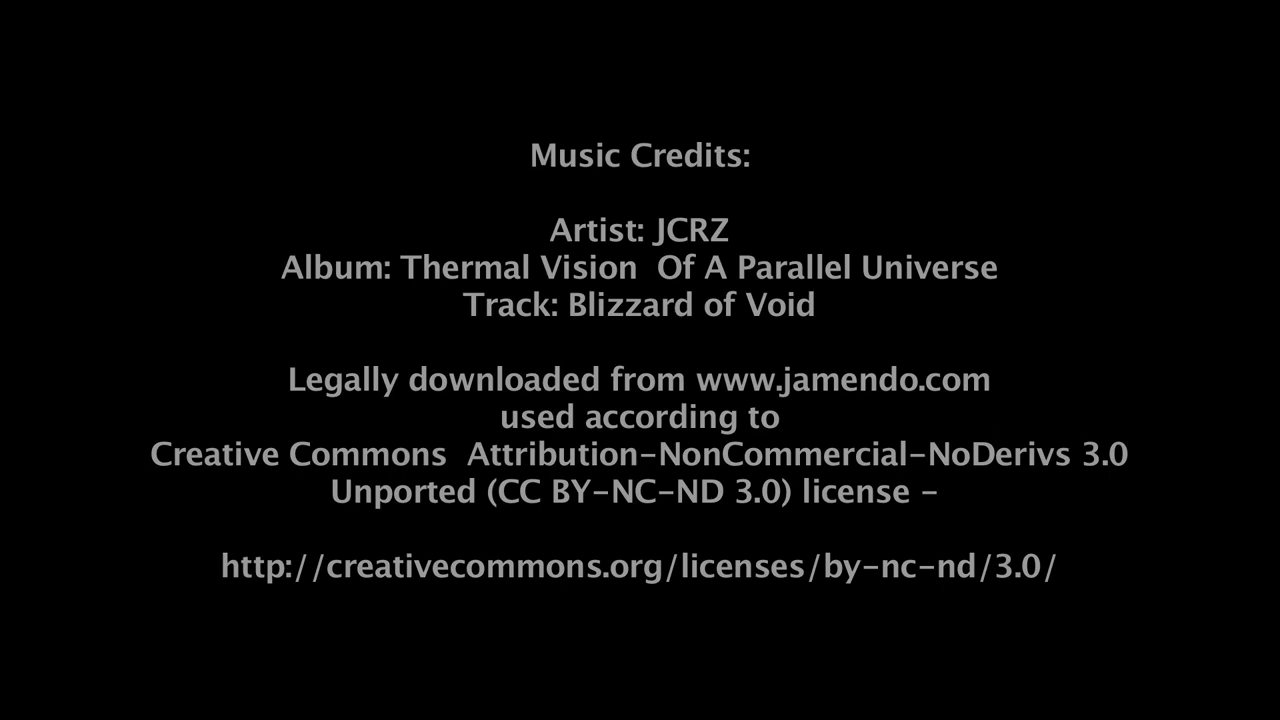 Music Credits:
Artist: JCRZ
Album: Thermal Vision  Of A Parallel Universe
Track: Blizzard of Void
Legally downloaded from www.jamendo.com
used according to
Creative Commons  Attribution-NonCommercial-NoDerivs 3.0
Unported (CC BY-NC-ND 3.0) license -
http://creativecommons.org/licenses/by-nc-nd/3.0/